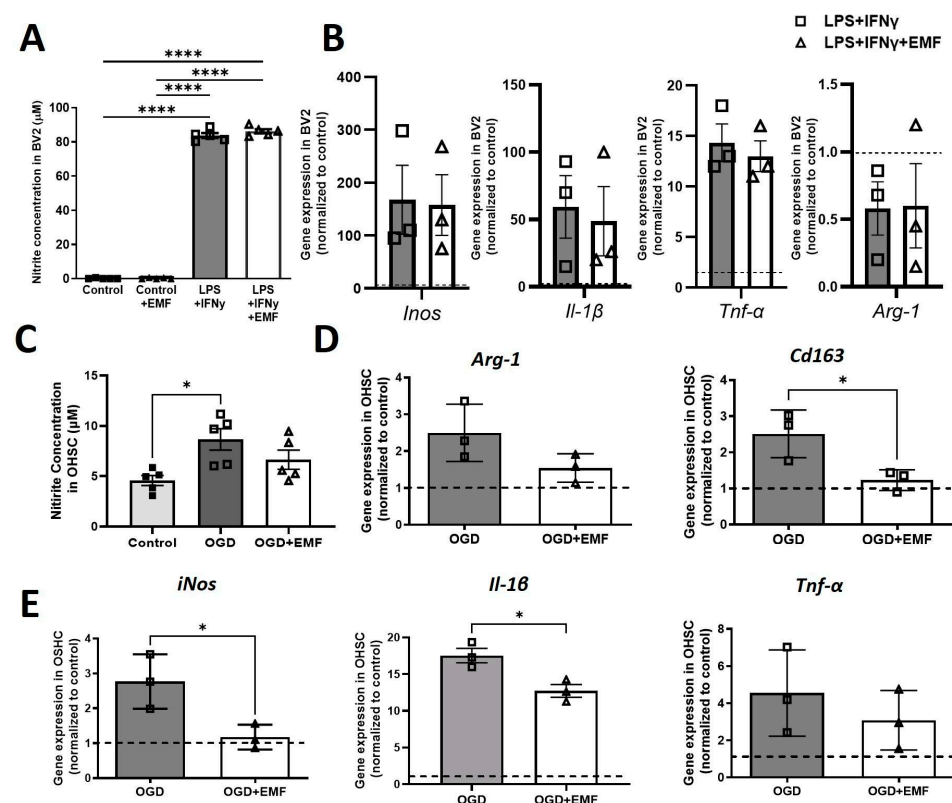 A
B
LPS+IFNγ
LPS+IFNγ+EMF
****
****
****
****
Nitrite concentration in BV2 (μM)
100
80
60
40
20
0
Control
Control
+EMF
LPS
+IFNγ
LPS
+IFNγ
+EMF
Gene expression in BV2
(normalized to control)
400
300
200
100
0
Inos
Gene expression in BV2
(normalized to control)
150
100
50
0
Il-1β
Gene expression in BV2
(normalized to control)
20
15
10
5
0
Tnf-α
Gene expression in BV2
(normalized to control)
1.5
1.0
0.5
0.0
Arg-1
C
Nitrite Concentration
in OHSC (μM)
15
10
5
0
*
Control
OGD
OGD+EMF
D
Arg-1
Gene expression in OHSC
(normalized to control)
4
3
2
1
0
OGD
OGD+EMF
Cd163
Gene expression in OHSC
(normalized to control)
4
3
2
1
0
*
OGD
OGD+EMF
E
iNos
Gene expression in OSHC
(normalized to control)
4
3
2
1
0
*
OGD
OGD+EMF
Il-1β
Gene expression in OHSC
(normalized to control)
20
15
10
5
0
*
OGD
OGD+EMF
Tnf-α
Gene expression in OHSC
(normalized to control)
8
6
4
2
0
OGD
OGD+EMF